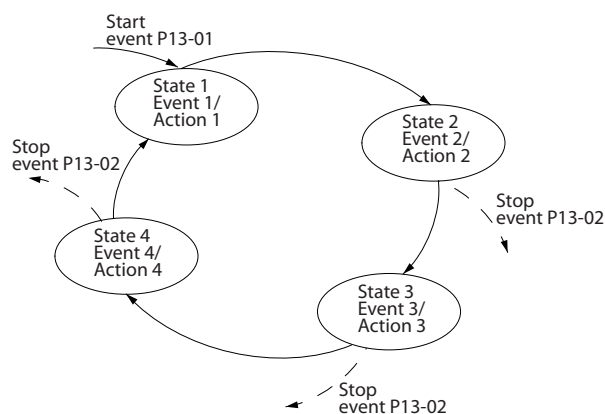 Start
event P13-01
State 1
Event 1/
Action 1
State 2
Event 2/
Action 2
Stop
event P13-02
Stop
event P13-02
State 4
Event 4/
Action 4
State 3
Event 3/
Action 3
Stop
event P13-02